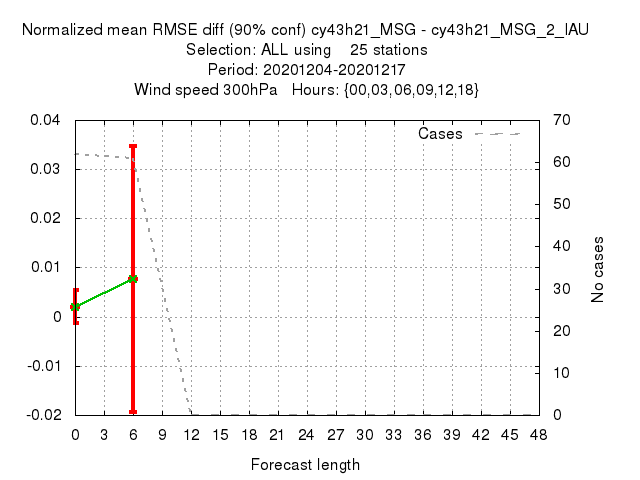 Normalized mean RMSE diff (90% conf) cy43h21_MSG - cy43h21_MSG_2_IAU
Selection: ALL using 25 stations
Period: 20201204-20201217
Wind speed 300hPa Hours: {00,03,06,09,12,18}
Cases
0.04
0.03
0.02
0.01
0
-0.01
-0.02
70
60
50
40
30
20
10
0
No cases
0 3 6 9 12 15 18 21 24 27 30 33 36 39 42 45 48
Forecast length